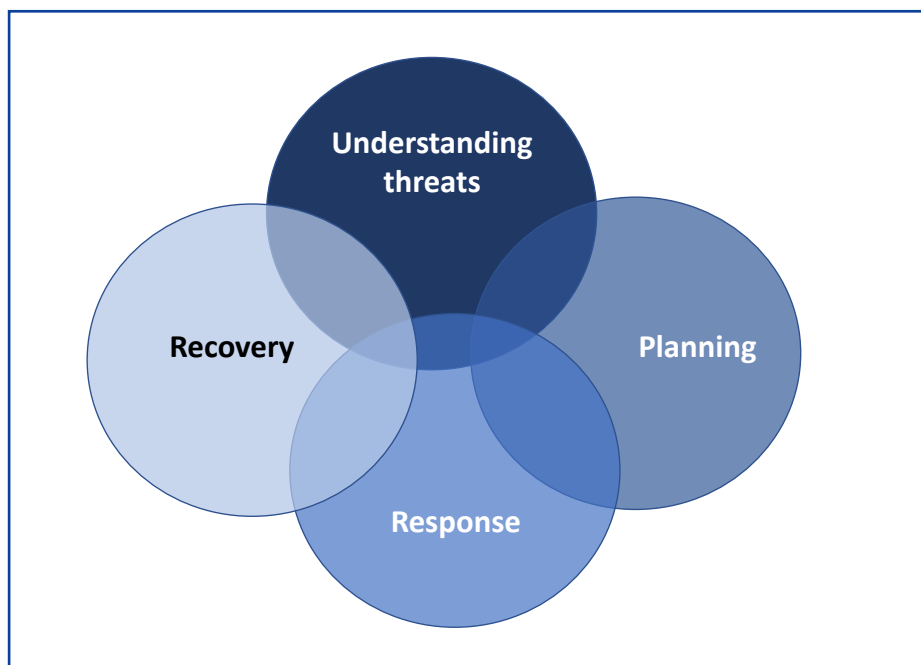 Understanding
threats
Recovery
Planning
Response